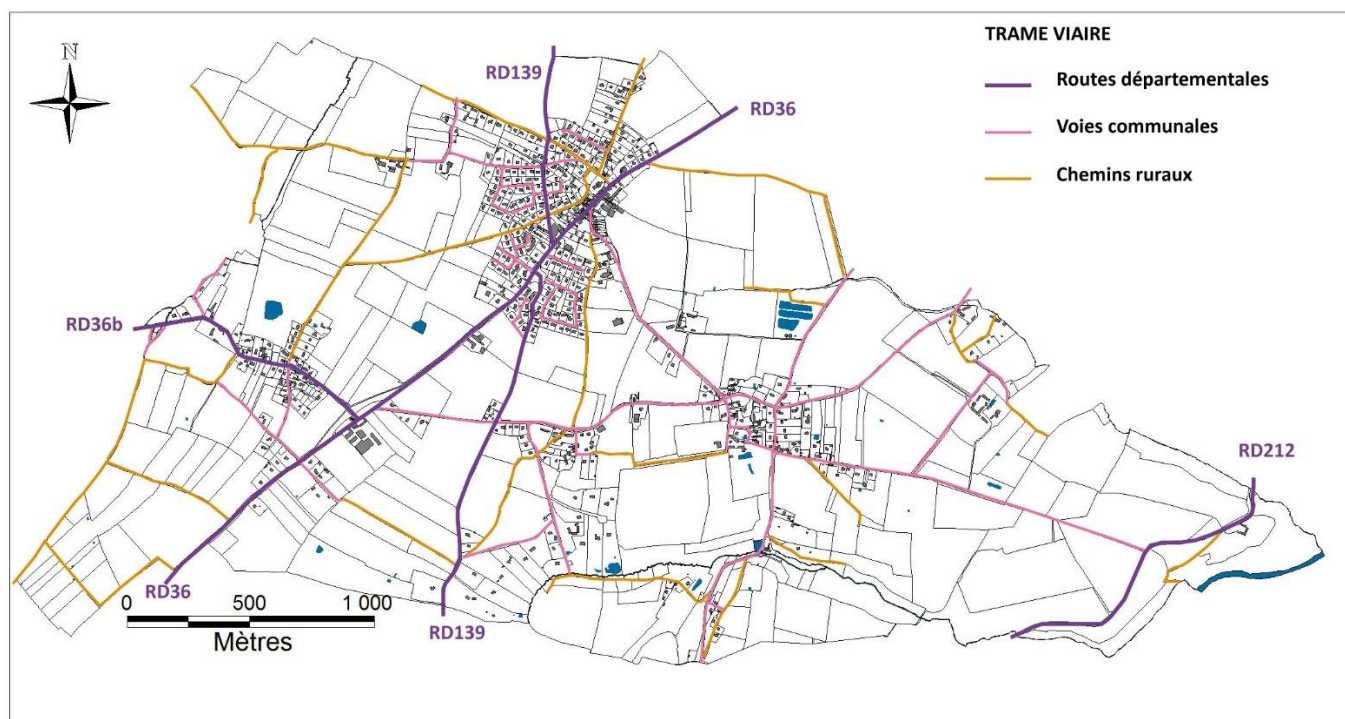 N
TRAME VIAIRE
Routes départementales
Voies communales
Chemins ruraux
RD139
RD36
RD36b
RD212
RD36
RD139
0 500 1 000
Mètres